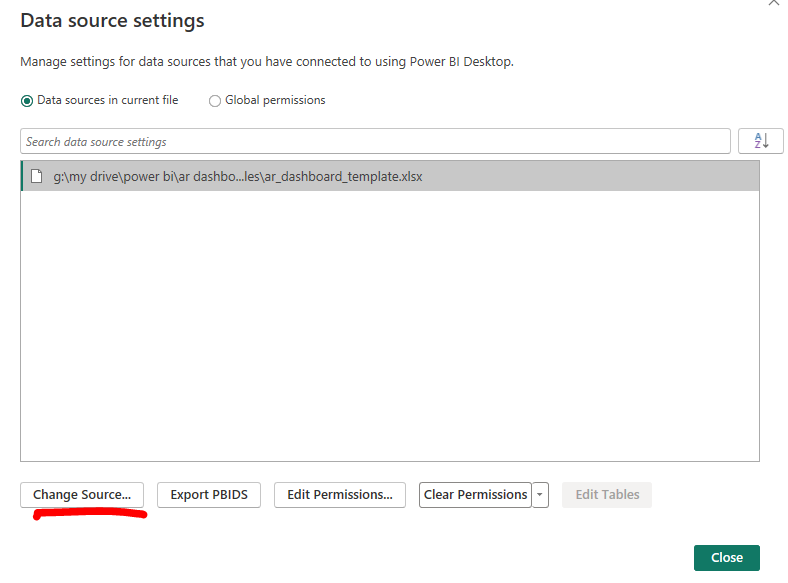 Data source settings
Manage settings for data sources that you have connected to using Power BI Desktop.
Data sources in current file Global permissions
Search data source settings
g:\my drive\power bi\ar dashbo...les\ar_dashboard_template.xlsx
Change Source... Export PBIDS Edit Permissions... Clear Permissions Edit Tables
Close